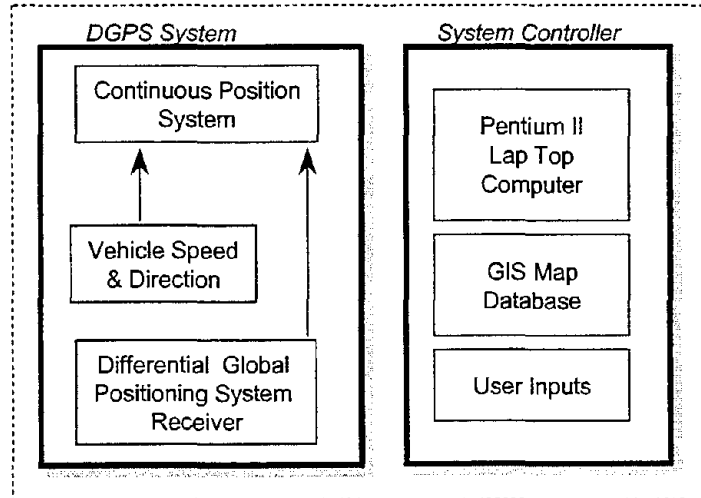 DGPS System
Continuous Position
System
Vehicle Speed
& Direction
Differential Global
Positioning System
Receiver
System Controller
Pentium II
Lap Top
Computer
GIS Map
Database
User Inputs